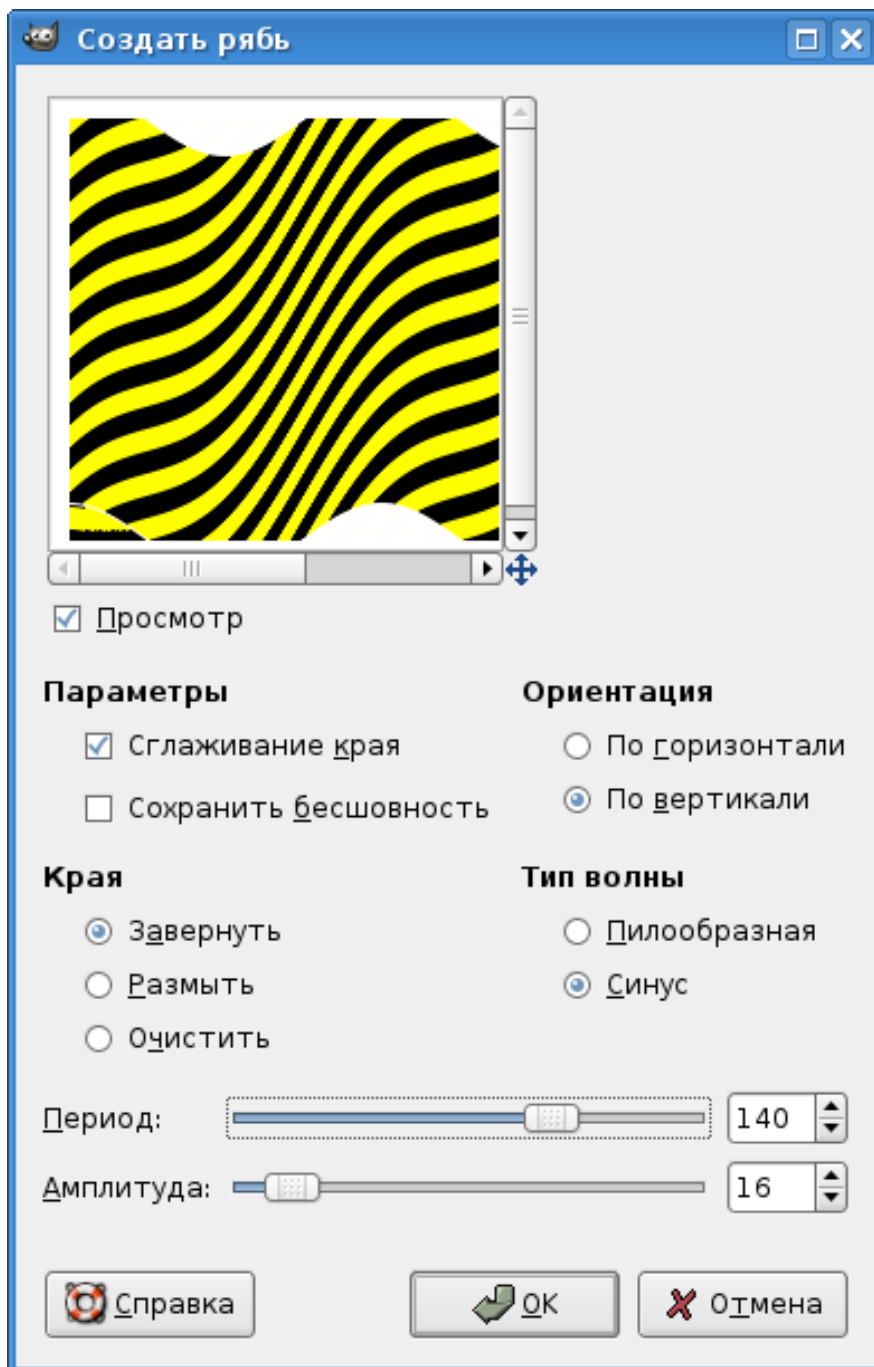 Создать рябь
Просмотр
Параметры
Ориентация
Сглаживание края
По горизонтали
Сохранить бесшовность
По вертикали
Края
Тип волны
Завернуть
Пилообразная
Размыть
Синус
Очистить
Период:
140
Амплитуда:
16
Справка
OK
Отмена